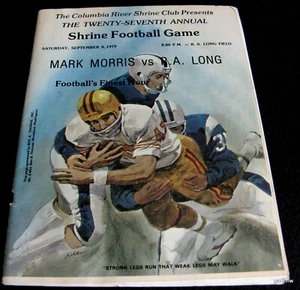 The Columbia River Shrine Club Presents
THE TWENTY-SEVENTH ANNUAL
Shrine Football Game
SATURDAY, SEPTEMBER 8, 1979 8:00 P.M. — R. A. LONG FIELD
MARK MORRIS vs R.A. LONG
Football's Finest Hour
"STRONG LEGS RUN THAT WEAK LEGS MAY WALK"